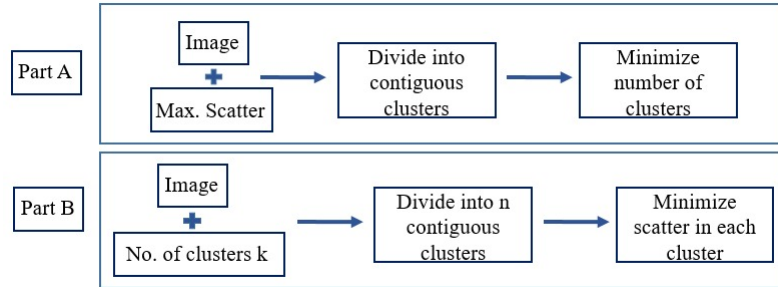 Part A
Image
Max. Scatter
Divide into
contiguous
clusters
Minimize
number of
clusters
Part B
Image
No. of clusters k
Divide into n
contiguous
clusters
Minimize
scatter in each
cluster